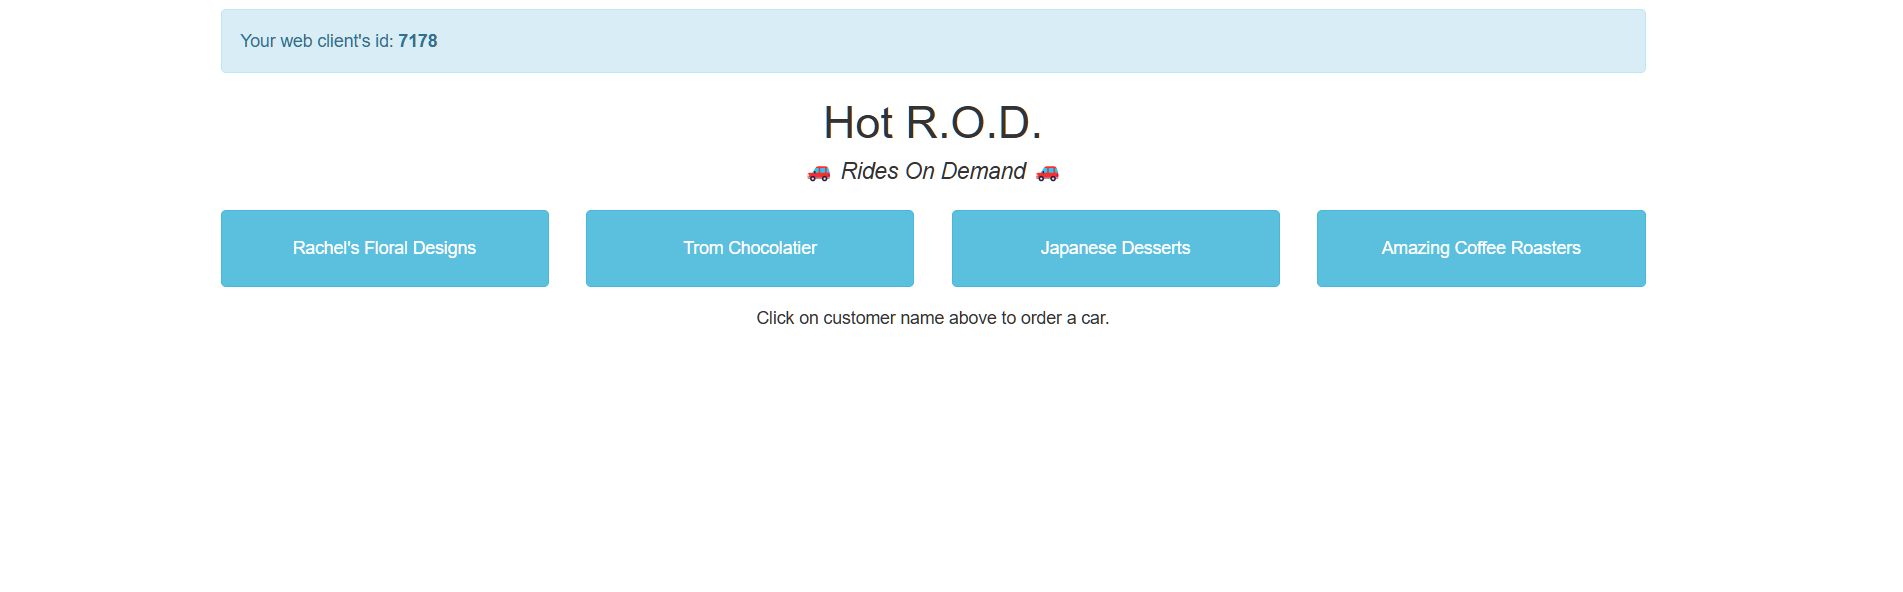 Your web client's id: 7178
Hot R.O.D.
🚗 Rides On Demand 🚗
Rachel's Floral Designs
Trom Chocolatier
Japanese Desserts
Amazing Coffee Roasters
Click on customer name above to order a car.